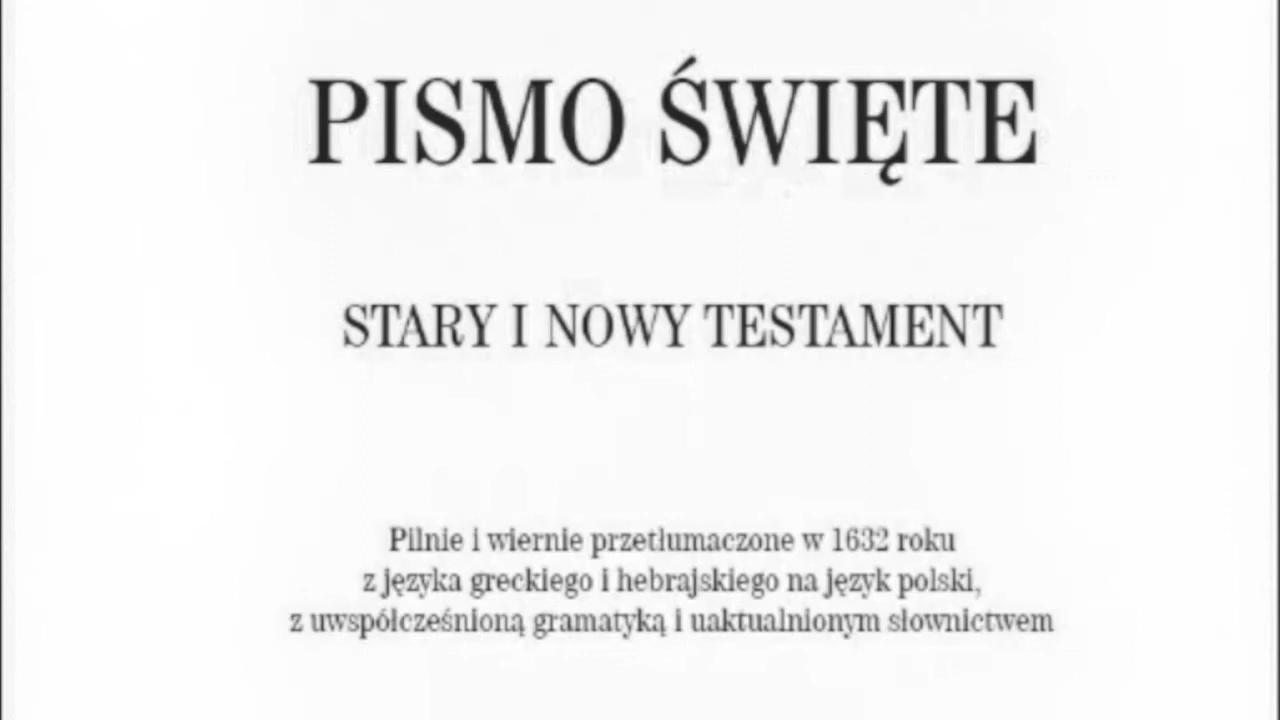 PISMO ŚWIĘTE
STARY I NOWY TESTAMENT
Pilnie i wiernie przetłumaczone w 1632 roku
z języka greckiego i hebrajskiego na język polski,
z uwspółcześnioną gramatyką i uaktualnionym słownictwem